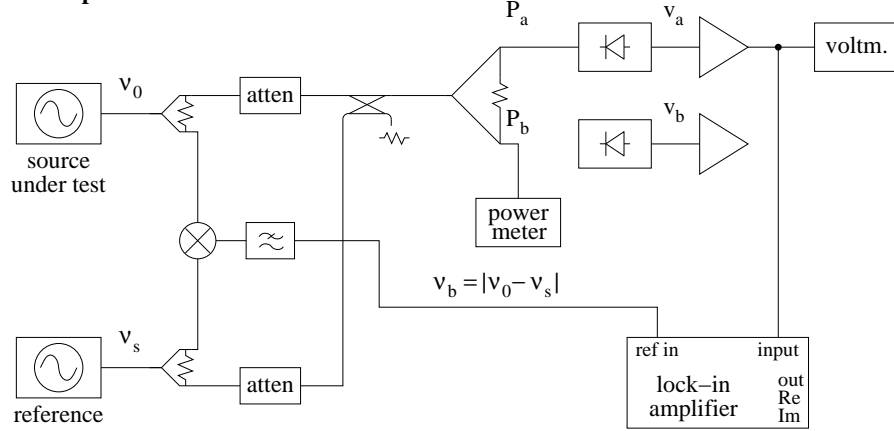 P_a
v_a
voltm.
ν_0
atten
source
under test
P_b
v_b
power
meter
ν_b = |ν_0 − ν_s|
ν_s
ref in
input
atten
lock−in
amplifier
out
Re
Im
reference